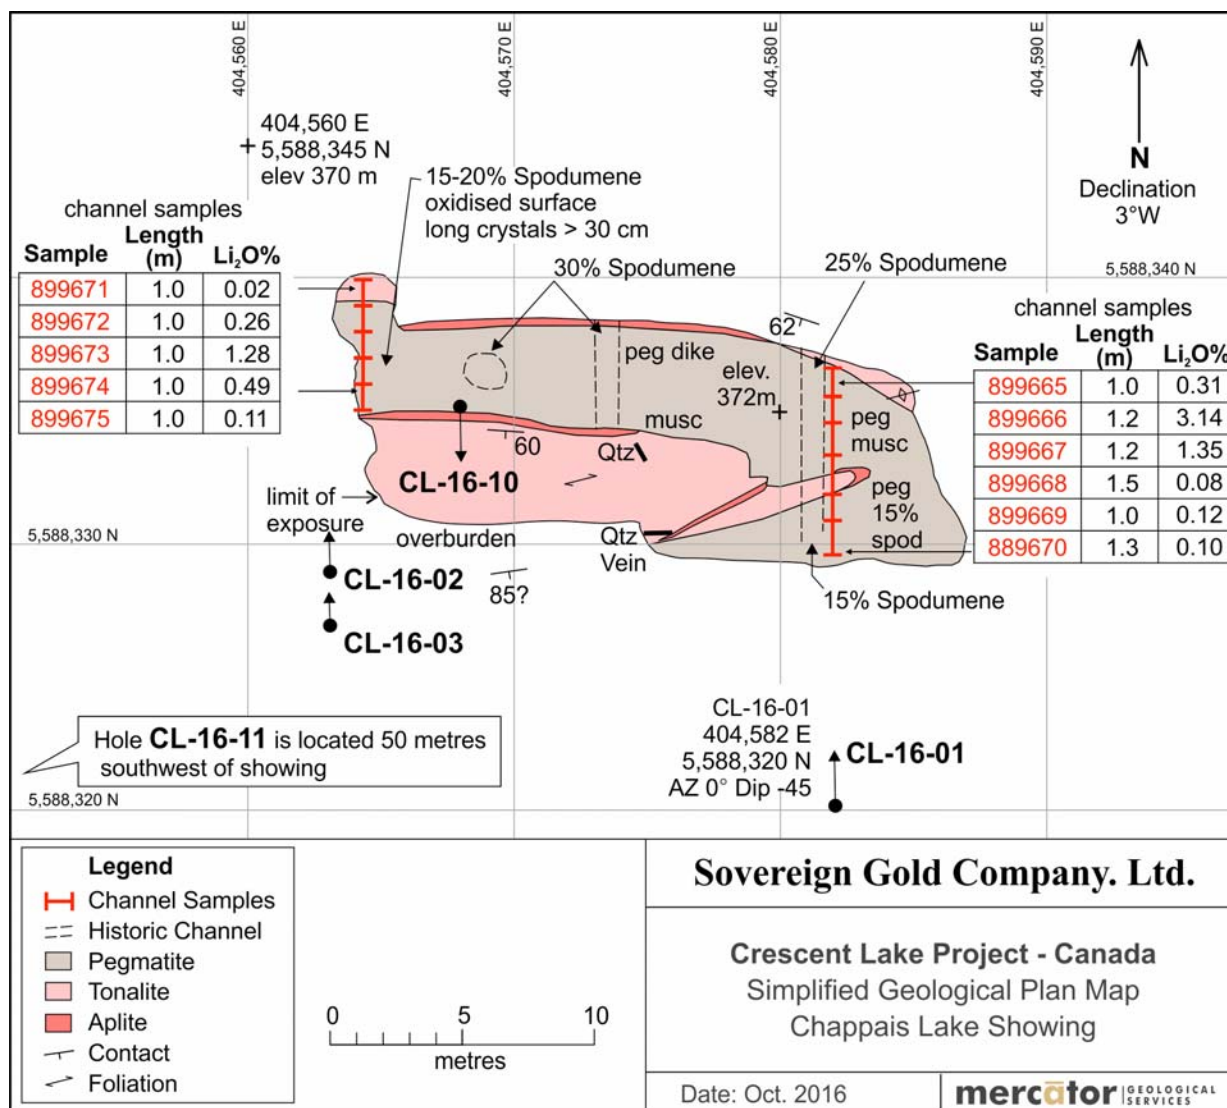 404,560 E
404,570 E
404,580 E
404,590 E
404,560 E
5,588,345 N
elev 370 m
N
Declination
3°W
15-20% Spodumene
oxidised surface
long crystals > 30 cm
30% Spodumene
25% Spodumene
5,588,340 N
channel samples
Sample Length (m) Li₂O%
899671 1.0 0.02
899672 1.0 0.26
899673 1.0 1.28
899674 1.0 0.49
899675 1.0 0.11
channel samples
Sample Length (m) Li₂O%
899665 1.0 0.31
899666 1.2 3.14
899667 1.2 1.35
899668 1.5 0.08
899669 1.0 0.12
889670 1.3 0.10
62
peg dike
elev.
372m
musc
peg
musc
60
Qtz
CL-16-10
peg
15%
spod
limit of
exposure
overburden
Qtz
Vein
5,588,330 N
CL-16-02
85?
15% Spodumene
CL-16-03
CL-16-01
404,582 E
5,588,320 N
AZ 0° Dip -45
CL-16-01
Hole CL-16-11 is located 50 metres
southwest of showing
5,588,320 N
Legend
Channel Samples
Historic Channel
Pegmatite
Tonalite
Aplite
Contact
Foliation
0 5 10
metres
Sovereign Gold Company. Ltd.
Crescent Lake Project - Canada
Simplified Geological Plan Map
Chappais Lake Showing
Date: Oct. 2016
mercātor GEOLOGICAL
SERVICES